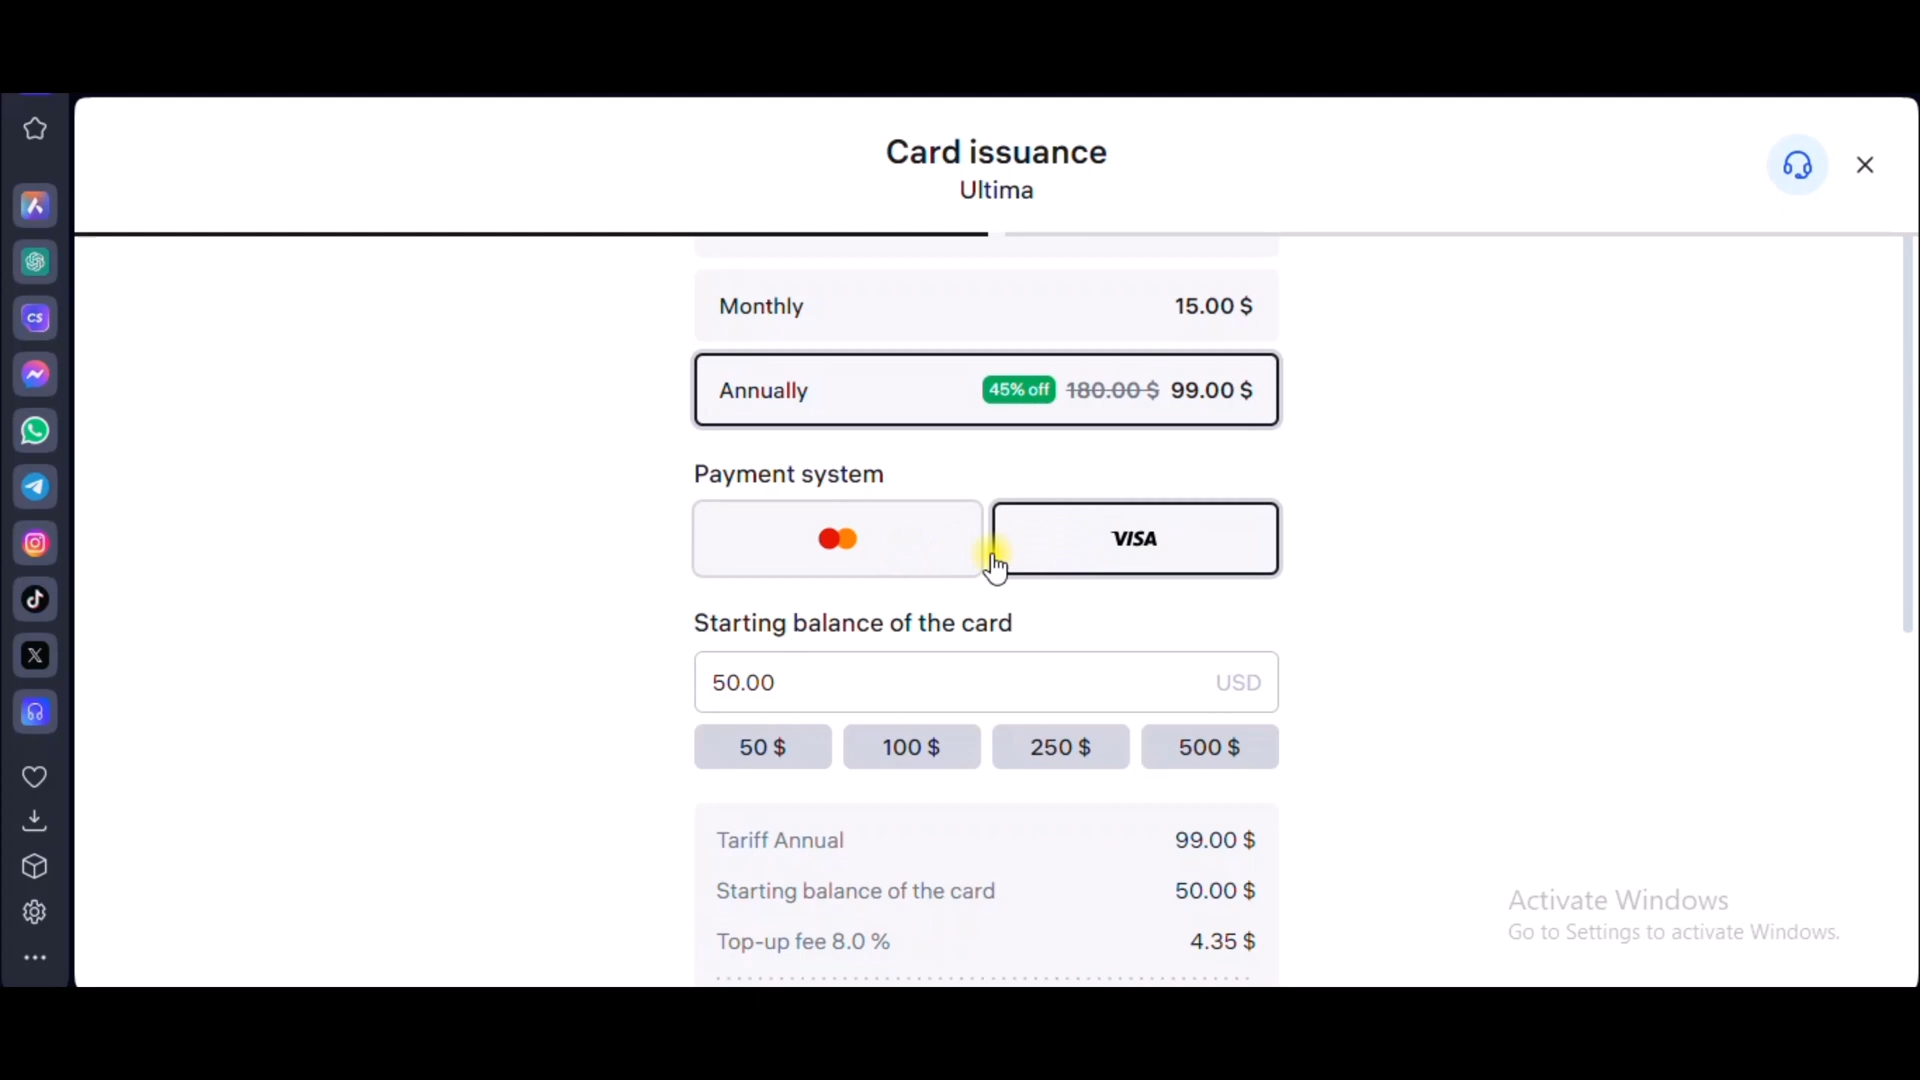 Card issuance
Ultima
Monthly 15.00 $
Annually 45% off 180.00 $ 99.00 $
Payment system
VISA
Starting balance of the card
50.00 USD
50 $ 100 $ 250 $ 500 $
Tariff Annual 99.00 $
Starting balance of the card 50.00 $
Top-up fee 8.0 % 4.35 $
Activate Windows
Go to Settings to activate Windows.
CS